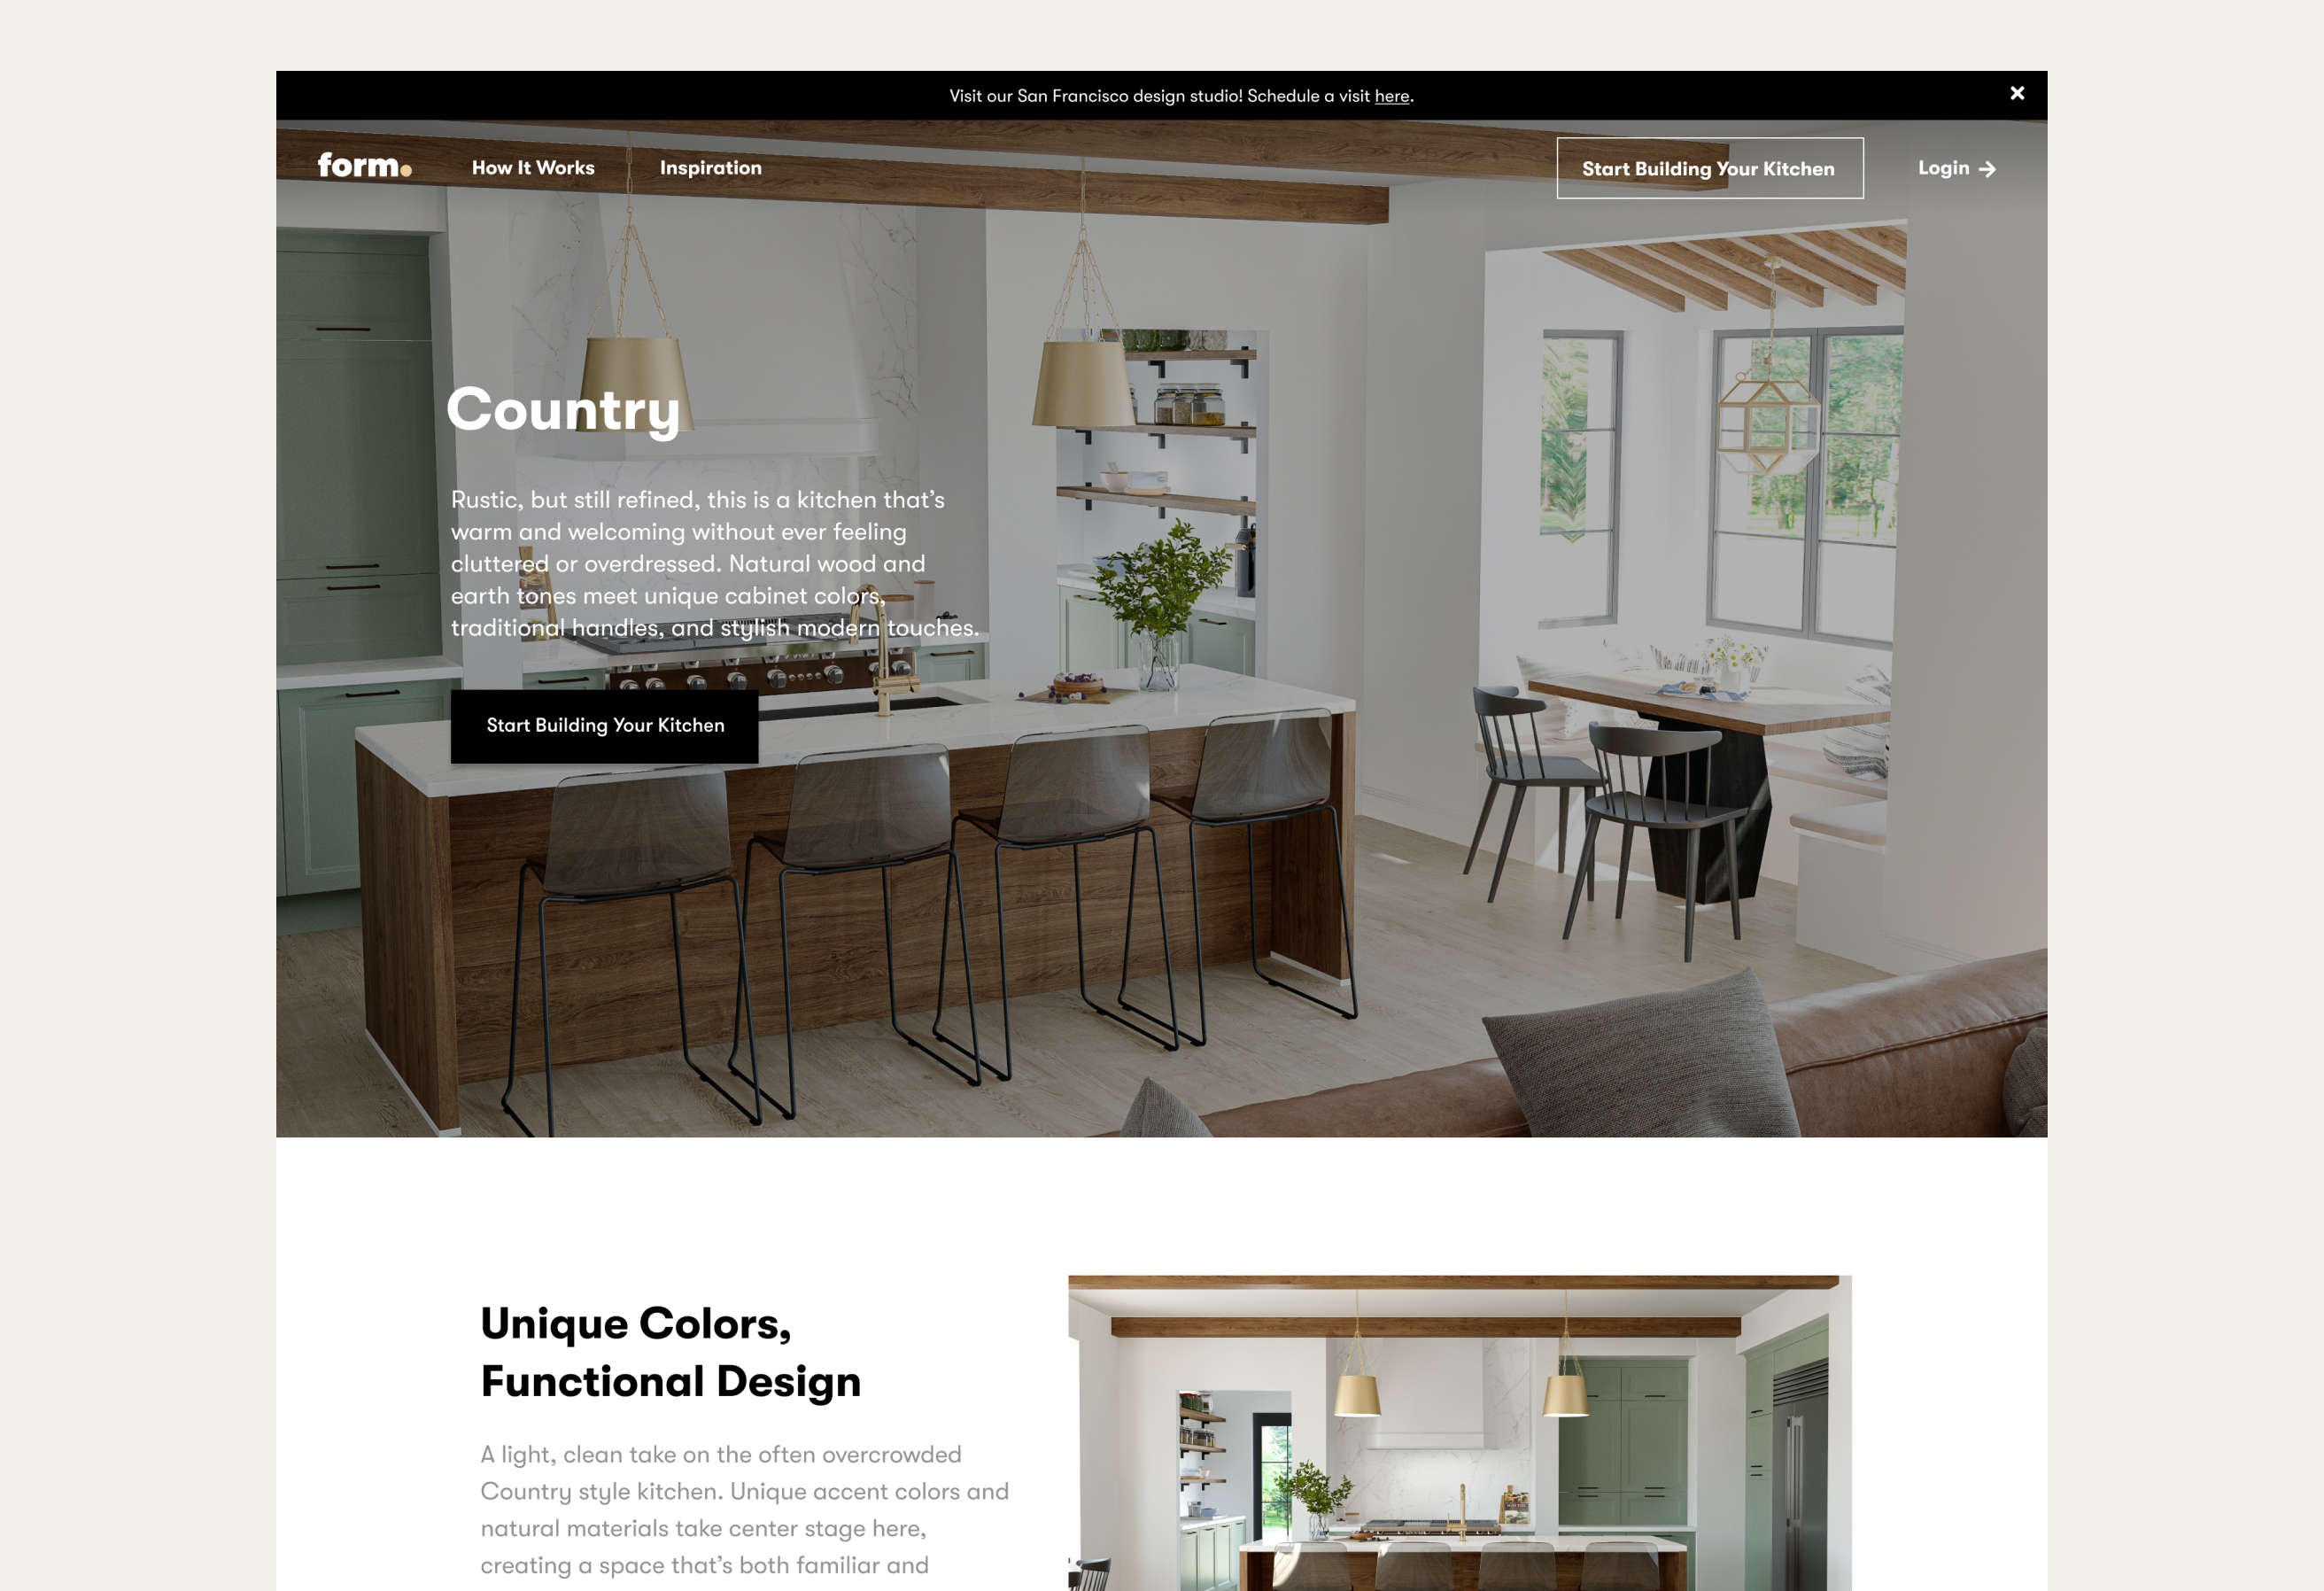 Visit our San Francisco design studio! Schedule a visit here.
form.
How It Works
Inspiration
Start Building Your Kitchen
Login
Country
Rustic, but still refined, this is a kitchen that’s
warm and welcoming without ever feeling
cluttered or overdressed. Natural wood and
earth tones meet unique cabinet colors,
traditional handles, and stylish modern touches.
Start Building Your Kitchen
Unique Colors,
Functional Design
A light, clean take on the often overcrowded
Country style kitchen. Unique accent colors and
natural materials take center stage here,
creating a space that’s both familiar and